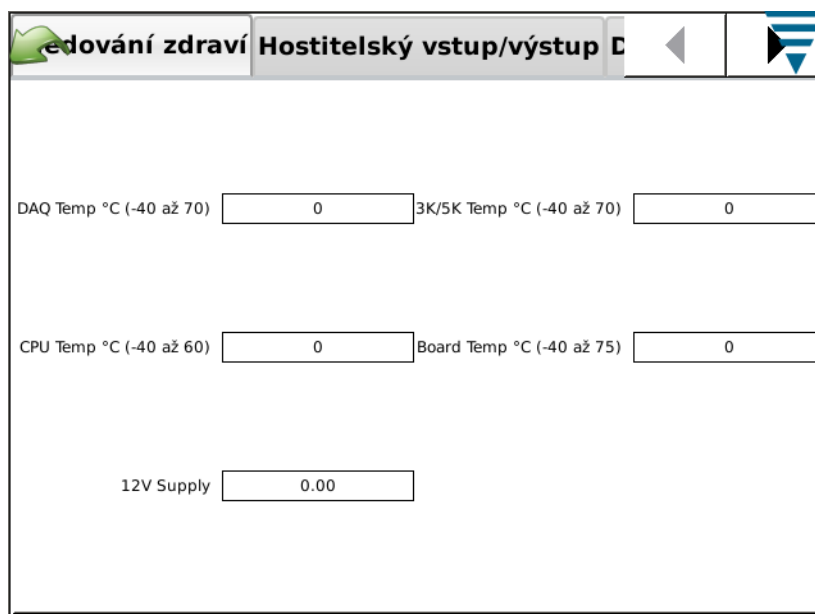 edování zdraví Hostitelský vstup/výstup
DAQ Temp °C (-40 až 70) 0 3K/5K Temp °C (-40 až 70) 0
CPU Temp °C (-40 až 60) 0 Board Temp °C (-40 až 75) 0
12V Supply 0.00